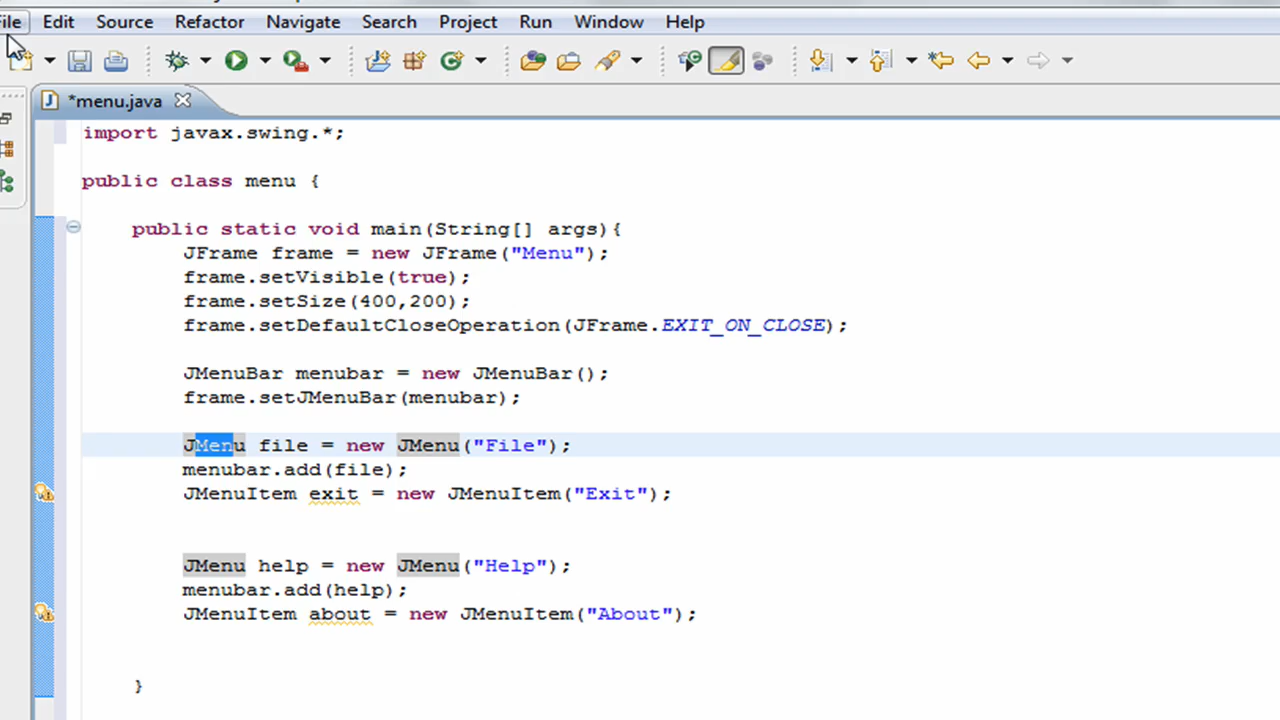 File Edit Source Refactor Navigate Search Project Run Window Help
*menu.java
import javax.swing.*;
public class menu {
public static void main(String[] args){
JFrame frame = new JFrame("Menu");
frame.setVisible(true);
frame.setSize(400,200);
frame.setDefaultCloseOperation(JFrame.EXIT_ON_CLOSE);
JMenuBar menubar = new JMenuBar();
frame.setJMenuBar(menubar);
JMenu file = new JMenu("File");
menubar.add(file);
JMenuItem exit = new JMenuItem("Exit");
JMenu help = new JMenu("Help");
menubar.add(help);
JMenuItem about = new JMenuItem("About");
}